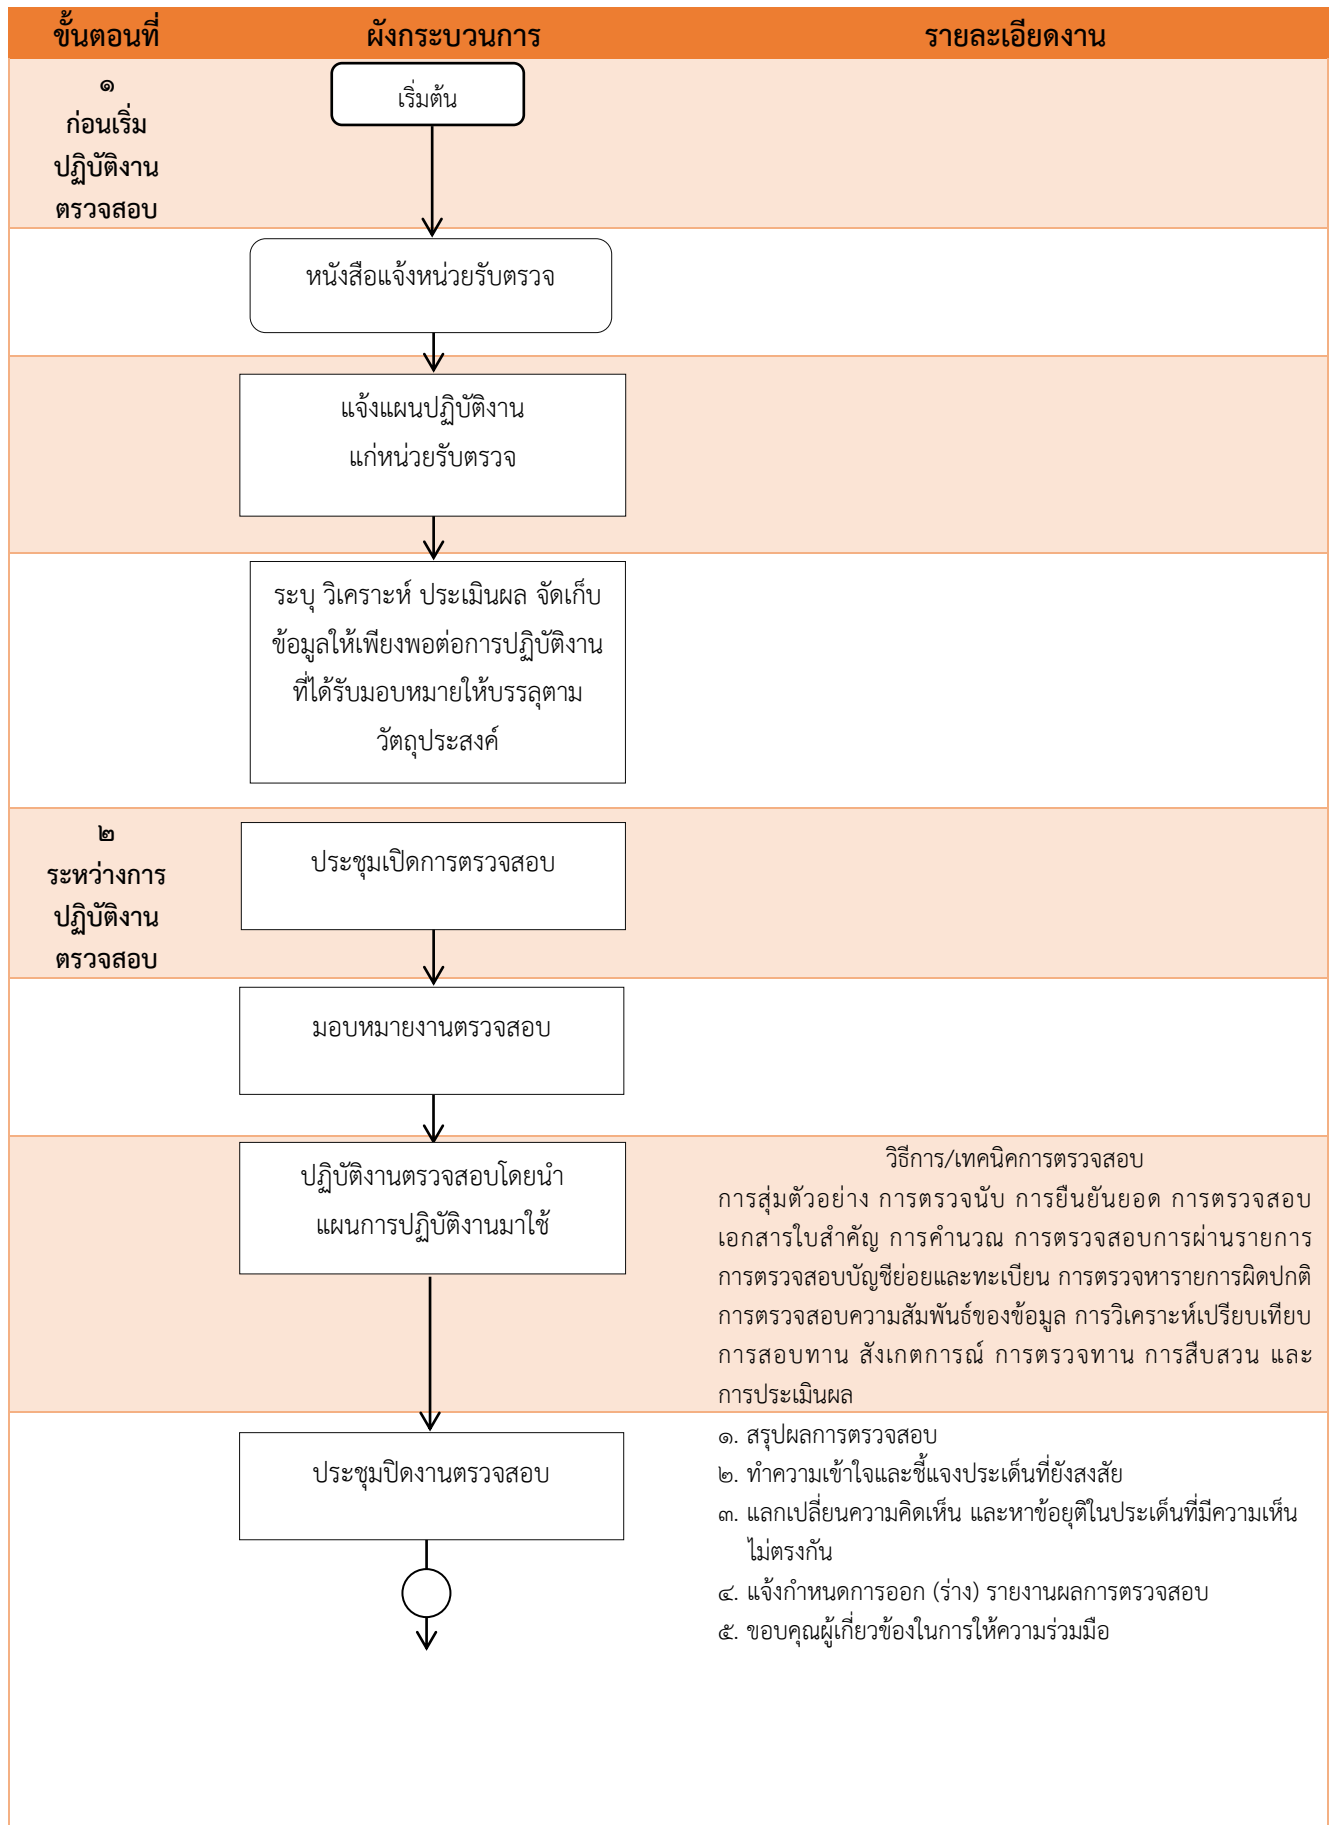 ขั้นตอนที่ ผังกระบวนการ รายละเอียดงาน
๑
ก่อนเริ่ม
ปฏิบัติงาน
ตรวจสอบ
เริ่มต้น
หนังสือแจ้งหน่วยรับตรวจ
แจ้งแผนปฏิบัติงาน
แก่หน่วยรับตรวจ
ระบุ วิเคราะห์ ประเมินผล จัดเก็บ
ข้อมูลให้เพียงพอต่อการปฏิบัติงาน
ที่ได้รับมอบหมายให้บรรลุตาม
วัตถุประสงค์
๒
ระหว่างการ
ปฏิบัติงาน
ตรวจสอบ
ประชุมเปิดการตรวจสอบ
มอบหมายงานตรวจสอบ
ปฏิบัติงานตรวจสอบโดยนำ
แผนการปฏิบัติงานมาใช้
วิธีการ/เทคนิคการตรวจสอบ
การสุ่มตัวอย่าง การตรวจนับ การยืนยันยอด การตรวจสอบ
เอกสารใบสำคัญ การคำนวณ การตรวจสอบการผ่านรายการ
การตรวจสอบบัญชีย่อยและทะเบียน การตรวจหารายการผิดปกติ
การตรวจสอบความสัมพันธ์ของข้อมูล การวิเคราะห์เปรียบเทียบ
การสอบทาน สังเกตการณ์ การตรวจทาน การสืบสวน และ
การประเมินผล
ประชุมปิดงานตรวจสอบ
๑. สรุปผลการตรวจสอบ
๒. ทำความเข้าใจและชี้แจงประเด็นที่ยังสงสัย
๓. แลกเปลี่ยนความคิดเห็น และหาข้อยุติในประเด็นที่มีความเห็น
ไม่ตรงกัน
๔. แจ้งกำหนดการออก (ร่าง) รายงานผลการตรวจสอบ
๕. ขอบคุณผู้เกี่ยวข้องในการให้ความร่วมมือ